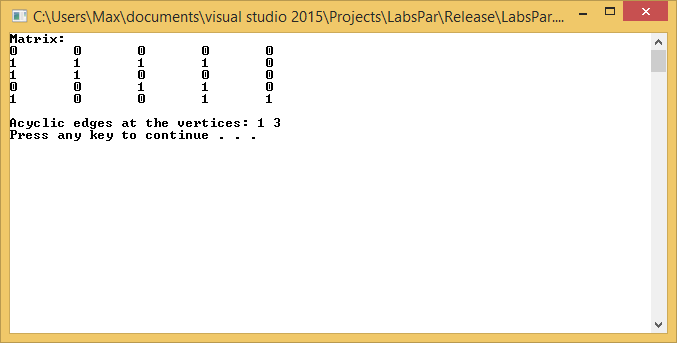 C:\Users\Max\documents\visual studio 2015\Projects\LabsPar\Release\LabsPar....
Matrix:
0 0 0 0 0
1 1 1 1 0
1 1 0 0 0
0 0 1 1 0
1 0 0 1 1
Acyclic edges at the vertices: 1 3
Press any key to continue . . .